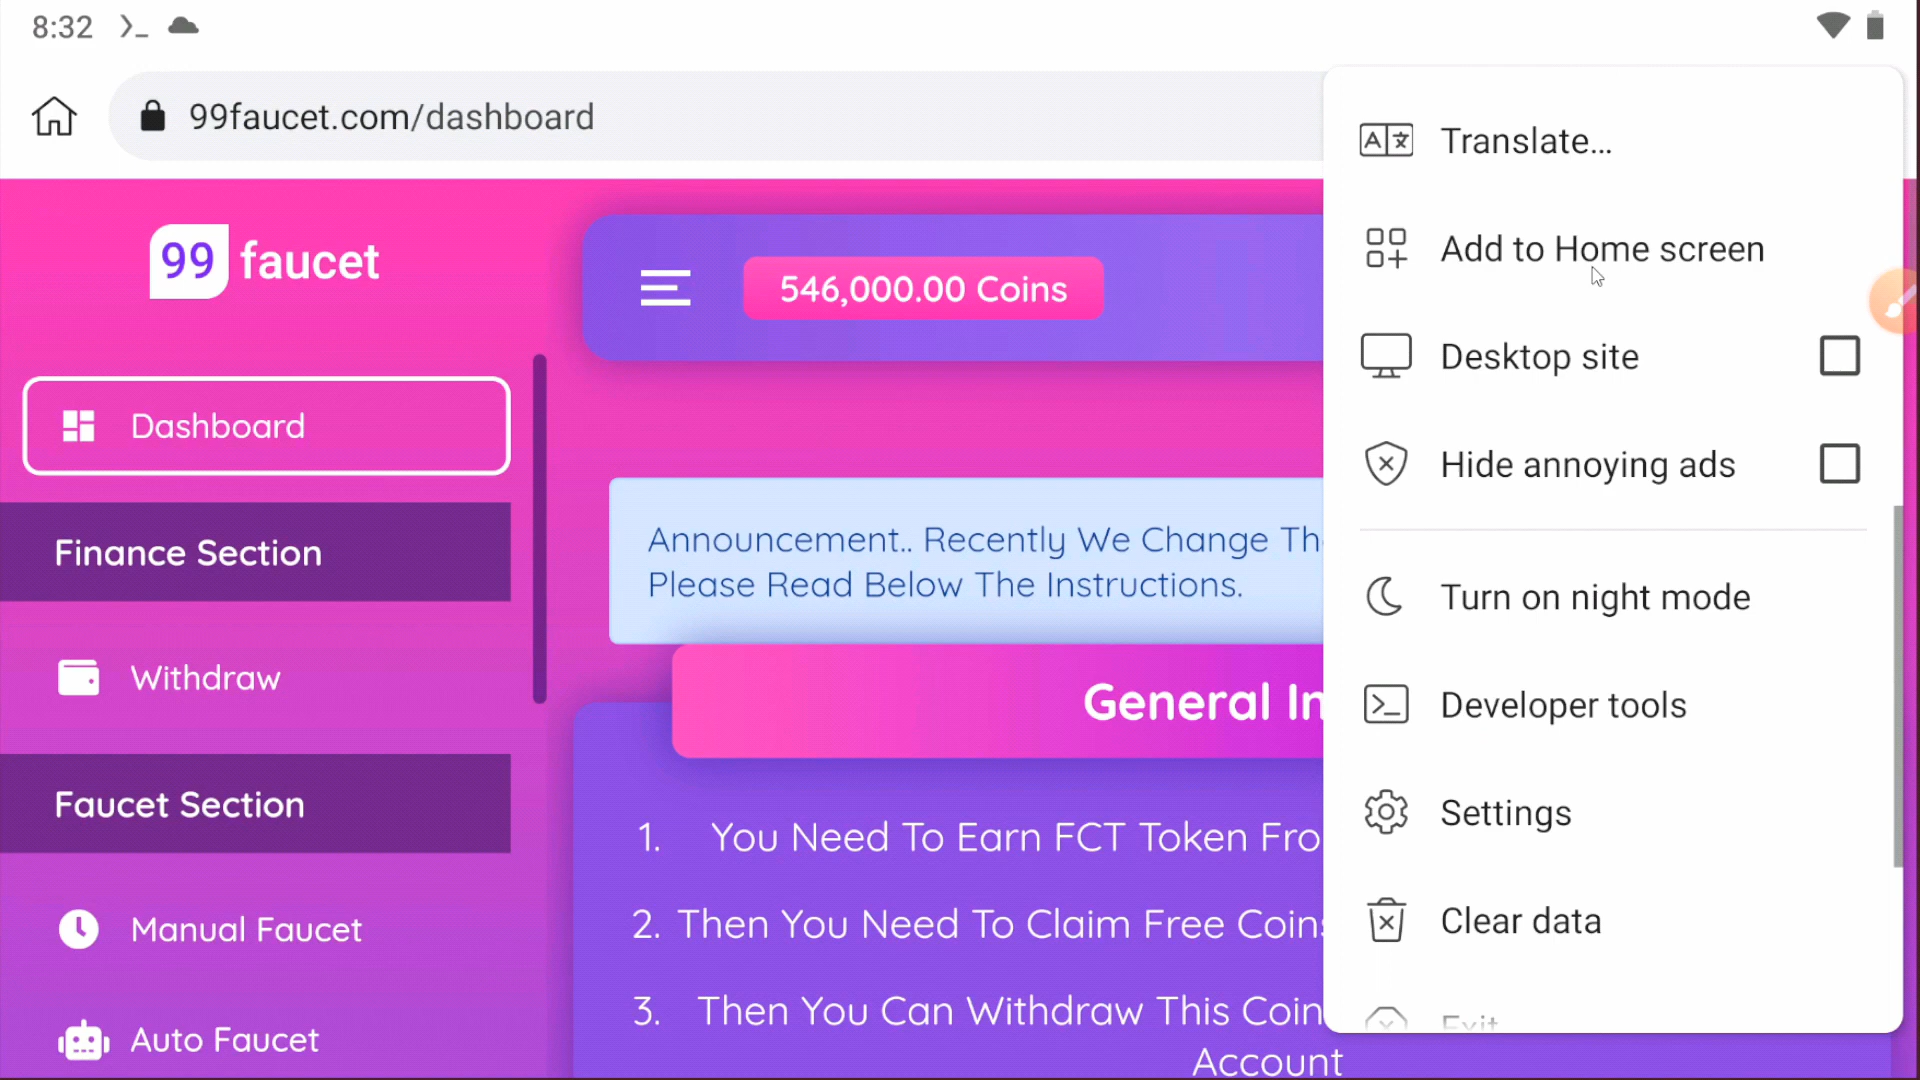 8:32
99faucet.com/dashboard
99 faucet
546,000.00 Coins
Dashboard
Finance Section
Withdraw
Faucet Section
Manual Faucet
Auto Faucet
Announcement.. Recently We Change Th
Please Read Below The Instructions.
General In
1. You Need To Earn FCT Token Fro
2. Then You Need To Claim Free Coins
3. Then You Can Withdraw This Coin
Account
Translate...
Add to Home screen
Desktop site
Hide annoying ads
Turn on night mode
Developer tools
Settings
Clear data
Exit